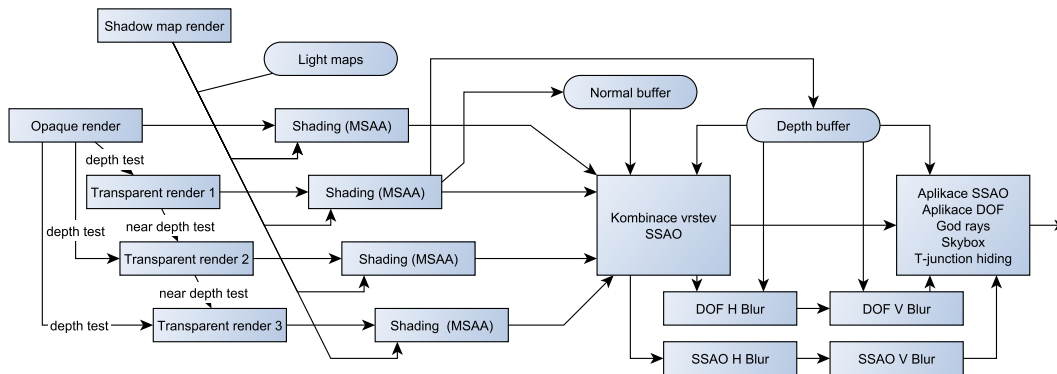 Shadow map render
Light maps
Normal buffer
Opaque render
Shading (MSAA)
Depth buffer
depth test
Transparent render 1
Shading (MSAA)
Kombinace vrstev
SSAO
Aplikace SSAO
Aplikace DOF
God rays
Skybox
T-junction hiding
near depth test
depth test
Transparent render 2
Shading (MSAA)
near depth test
DOF H Blur
DOF V Blur
depth test
Transparent render 3
Shading (MSAA)
SSAO H Blur
SSAO V Blur